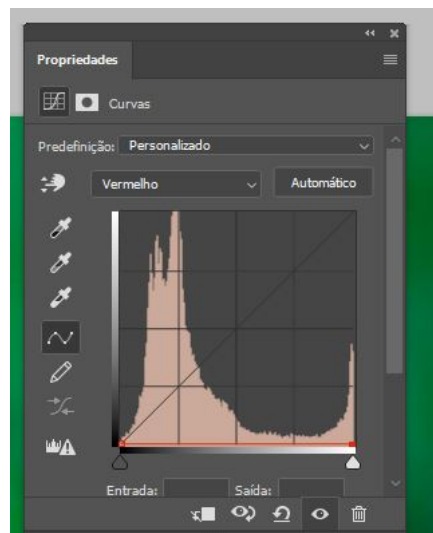 Propriedades
Curvas
Predefinição: Personalizado
Vermelho
Automático
Entrada: Saída: